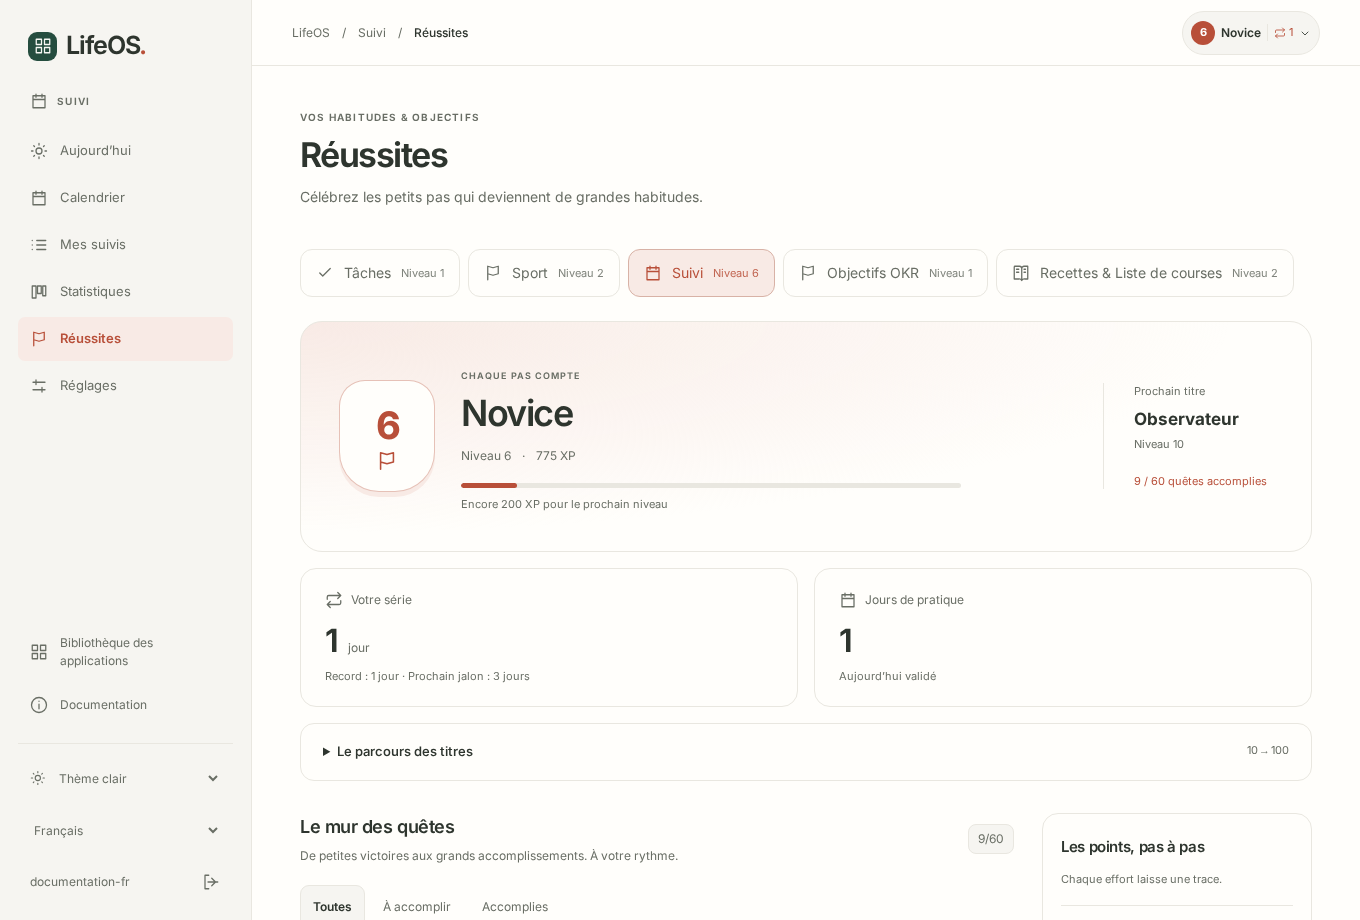 LifeOS.
SUIVI
Aujourd'hui
Calendrier
Mes suivis
Statistiques
Réussites
Réglages
Bibliothèque des
applications
Documentation
Thème clair
Français
documentation-fr
LifeOS / Suivi / Réussites
6 Novice 1
VOS HABITUDES & OBJECTIFS
Réussites
Célébrez les petits pas qui deviennent de grandes habitudes.
Tâches Niveau 1
Sport Niveau 2
Suivi Niveau 6
Objectifs OKR Niveau 1
Recettes & Liste de courses Niveau 2
6
CHAQUE PAS COMPTE
Novice
Niveau 6 · 775 XP
Encore 200 XP pour le prochain niveau
Prochain titre
Observateur
Niveau 10
9 / 60 quêtes accomplies
Votre série
1 jour
Record : 1 jour · Prochain jalon : 3 jours
Jours de pratique
1
Aujourd'hui validé
Le parcours des titres
10 → 100
Le mur des quêtes
De petites victoires aux grands accomplissements. À votre rythme.
9/60
Toutes
À accomplir
Accomplies
Les points, pas à pas
Chaque effort laisse une trace.